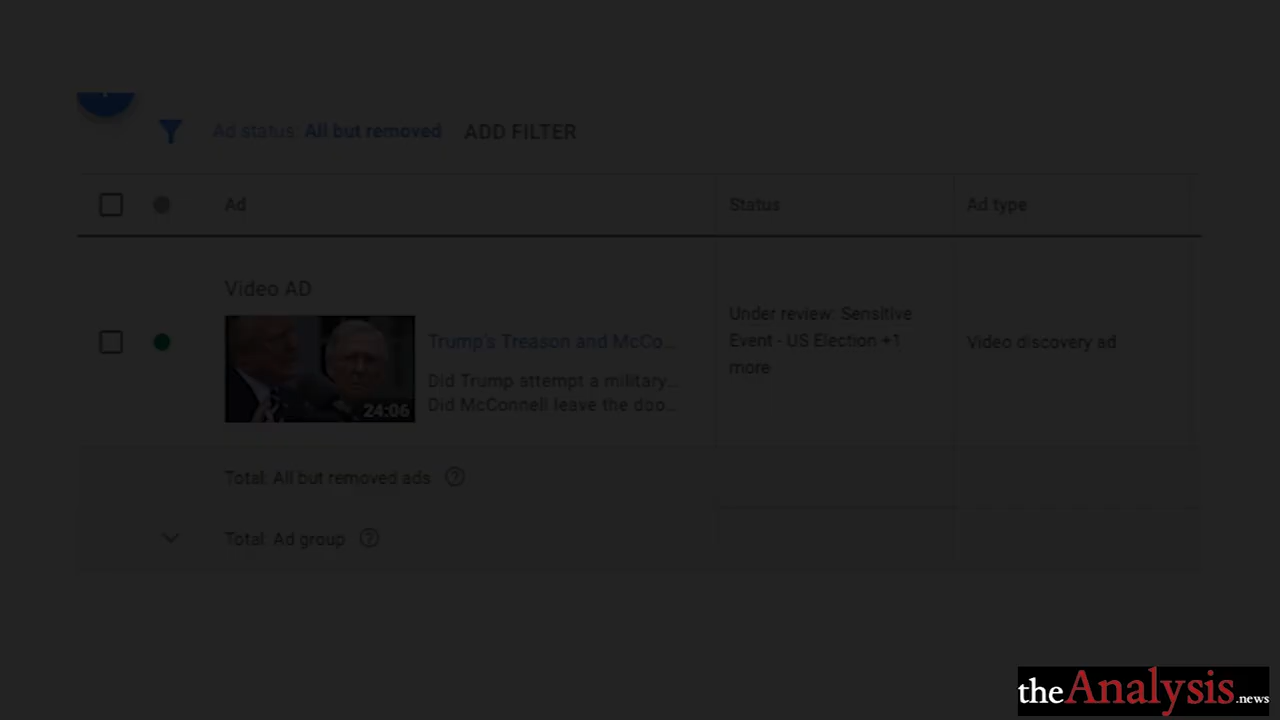 Ad status: All but removed ADD FILTER
Ad Status Ad type
Video AD
24:06
Trump's Treason and McCo...
Did Trump attempt a military...
Did McConnell leave the doo...
Under review: Sensitive
Event - US Election +1
more
Video discovery ad
Total: All but removed ads
Total: Ad group
theAnalysis.news